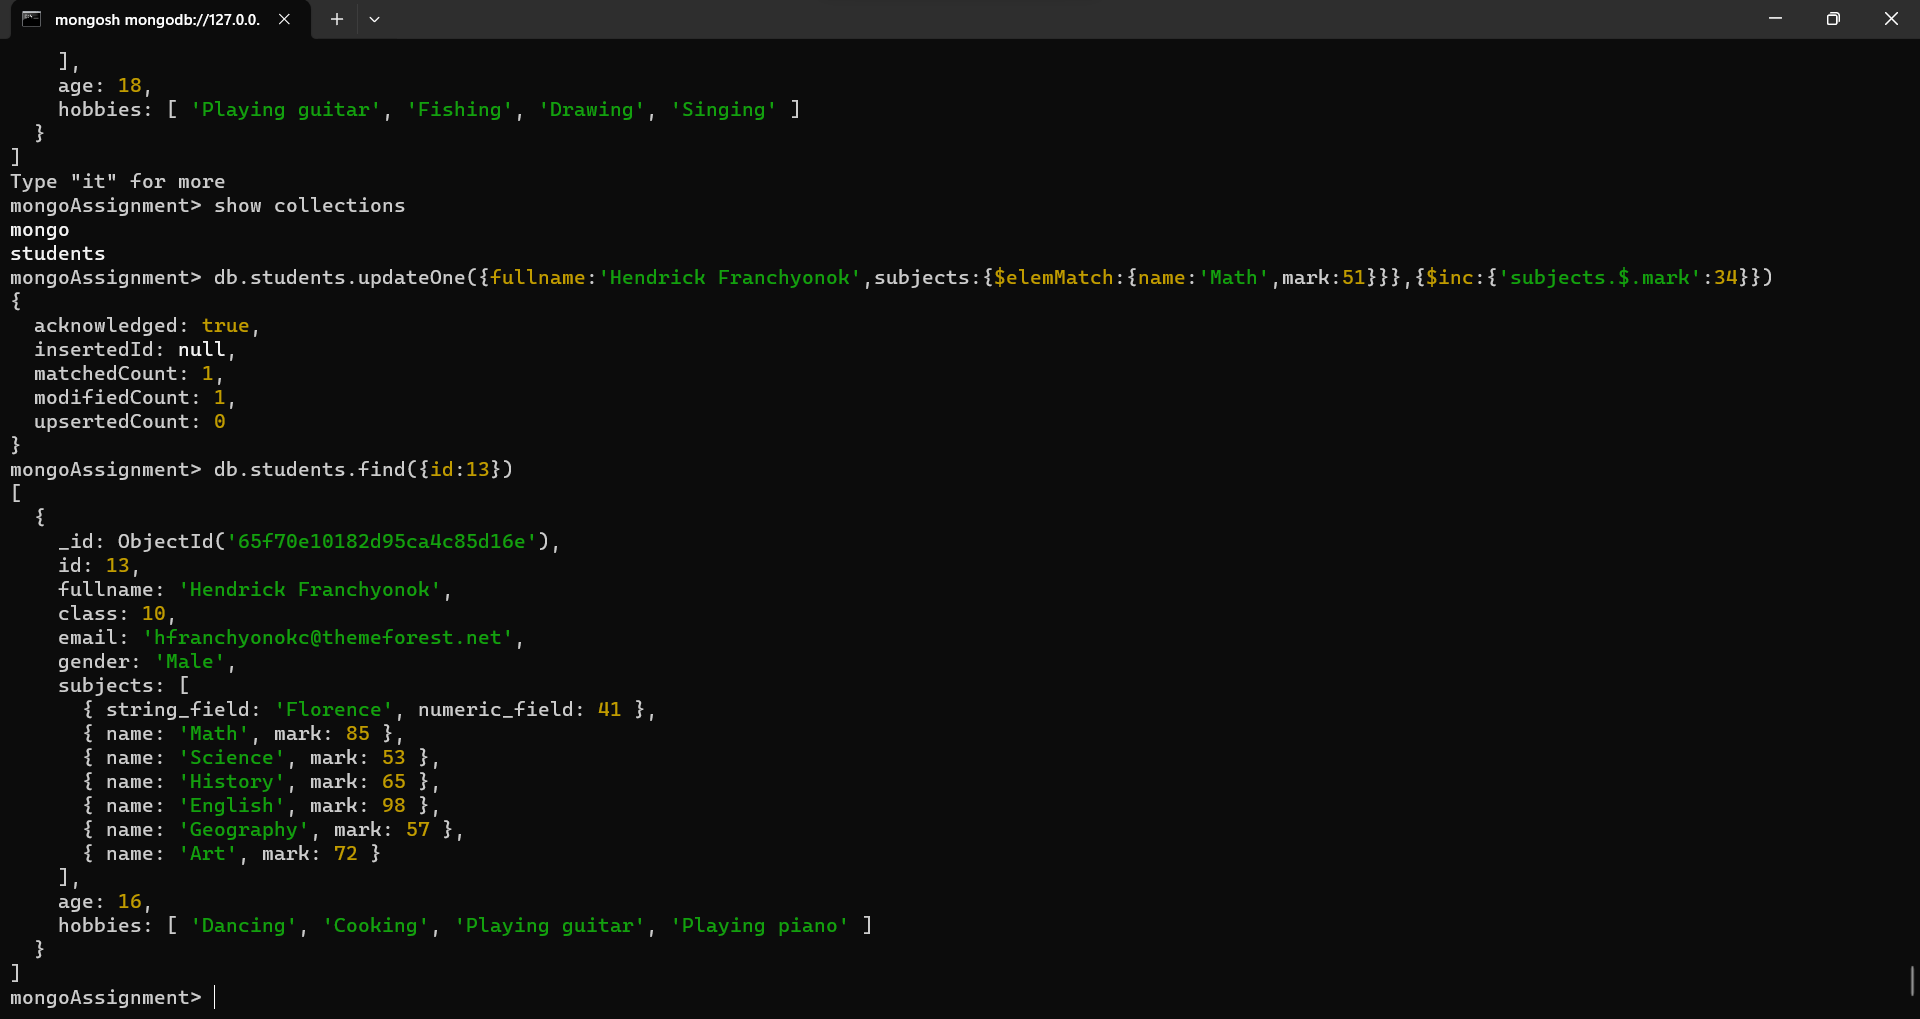 mongosh mongodb://127.0.0.
    ],
    age: 18,
    hobbies: [ 'Playing guitar', 'Fishing', 'Drawing', 'Singing' ]
  }
]
Type "it" for more
mongoAssignment> show collections
mongo
students
mongoAssignment> db.students.updateOne({fullname:'Hendrick Franchyonok',subjects:{$elemMatch:{name:'Math',mark:51}}},{$inc:{'subjects.$.mark':34}})
{
  acknowledged: true,
  insertedId: null,
  matchedCount: 1,
  modifiedCount: 1,
  upsertedCount: 0
}
mongoAssignment> db.students.find({id:13})
[
  {
    _id: ObjectId('65f70e10182d95ca4c85d16e'),
    id: 13,
    fullname: 'Hendrick Franchyonok',
    class: 10,
    email: 'hfranchyonokc@themeforest.net',
    gender: 'Male',
    subjects: [
      { string_field: 'Florence', numeric_field: 41 },
      { name: 'Math', mark: 85 },
      { name: 'Science', mark: 53 },
      { name: 'History', mark: 65 },
      { name: 'English', mark: 98 },
      { name: 'Geography', mark: 57 },
      { name: 'Art', mark: 72 }
    ],
    age: 16,
    hobbies: [ 'Dancing', 'Cooking', 'Playing guitar', 'Playing piano' ]
  }
]
mongoAssignment>